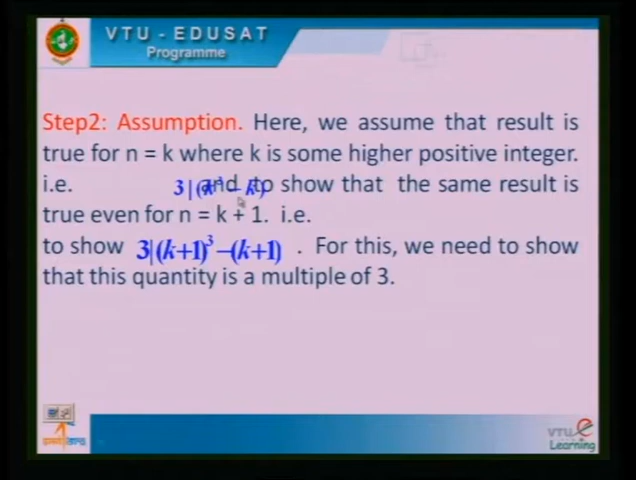 VTU - EDUSAT
Programme
Step2: Assumption. Here, we assume that result is
true for n = k where k is some higher positive integer.
i.e. 3|(k³ – k) and to show that the same result is
true even for n = k + 1. i.e.
to show 3|(k+1)³–(k+1) . For this, we need to show
that this quantity is a multiple of 3.
VTU e
Learning